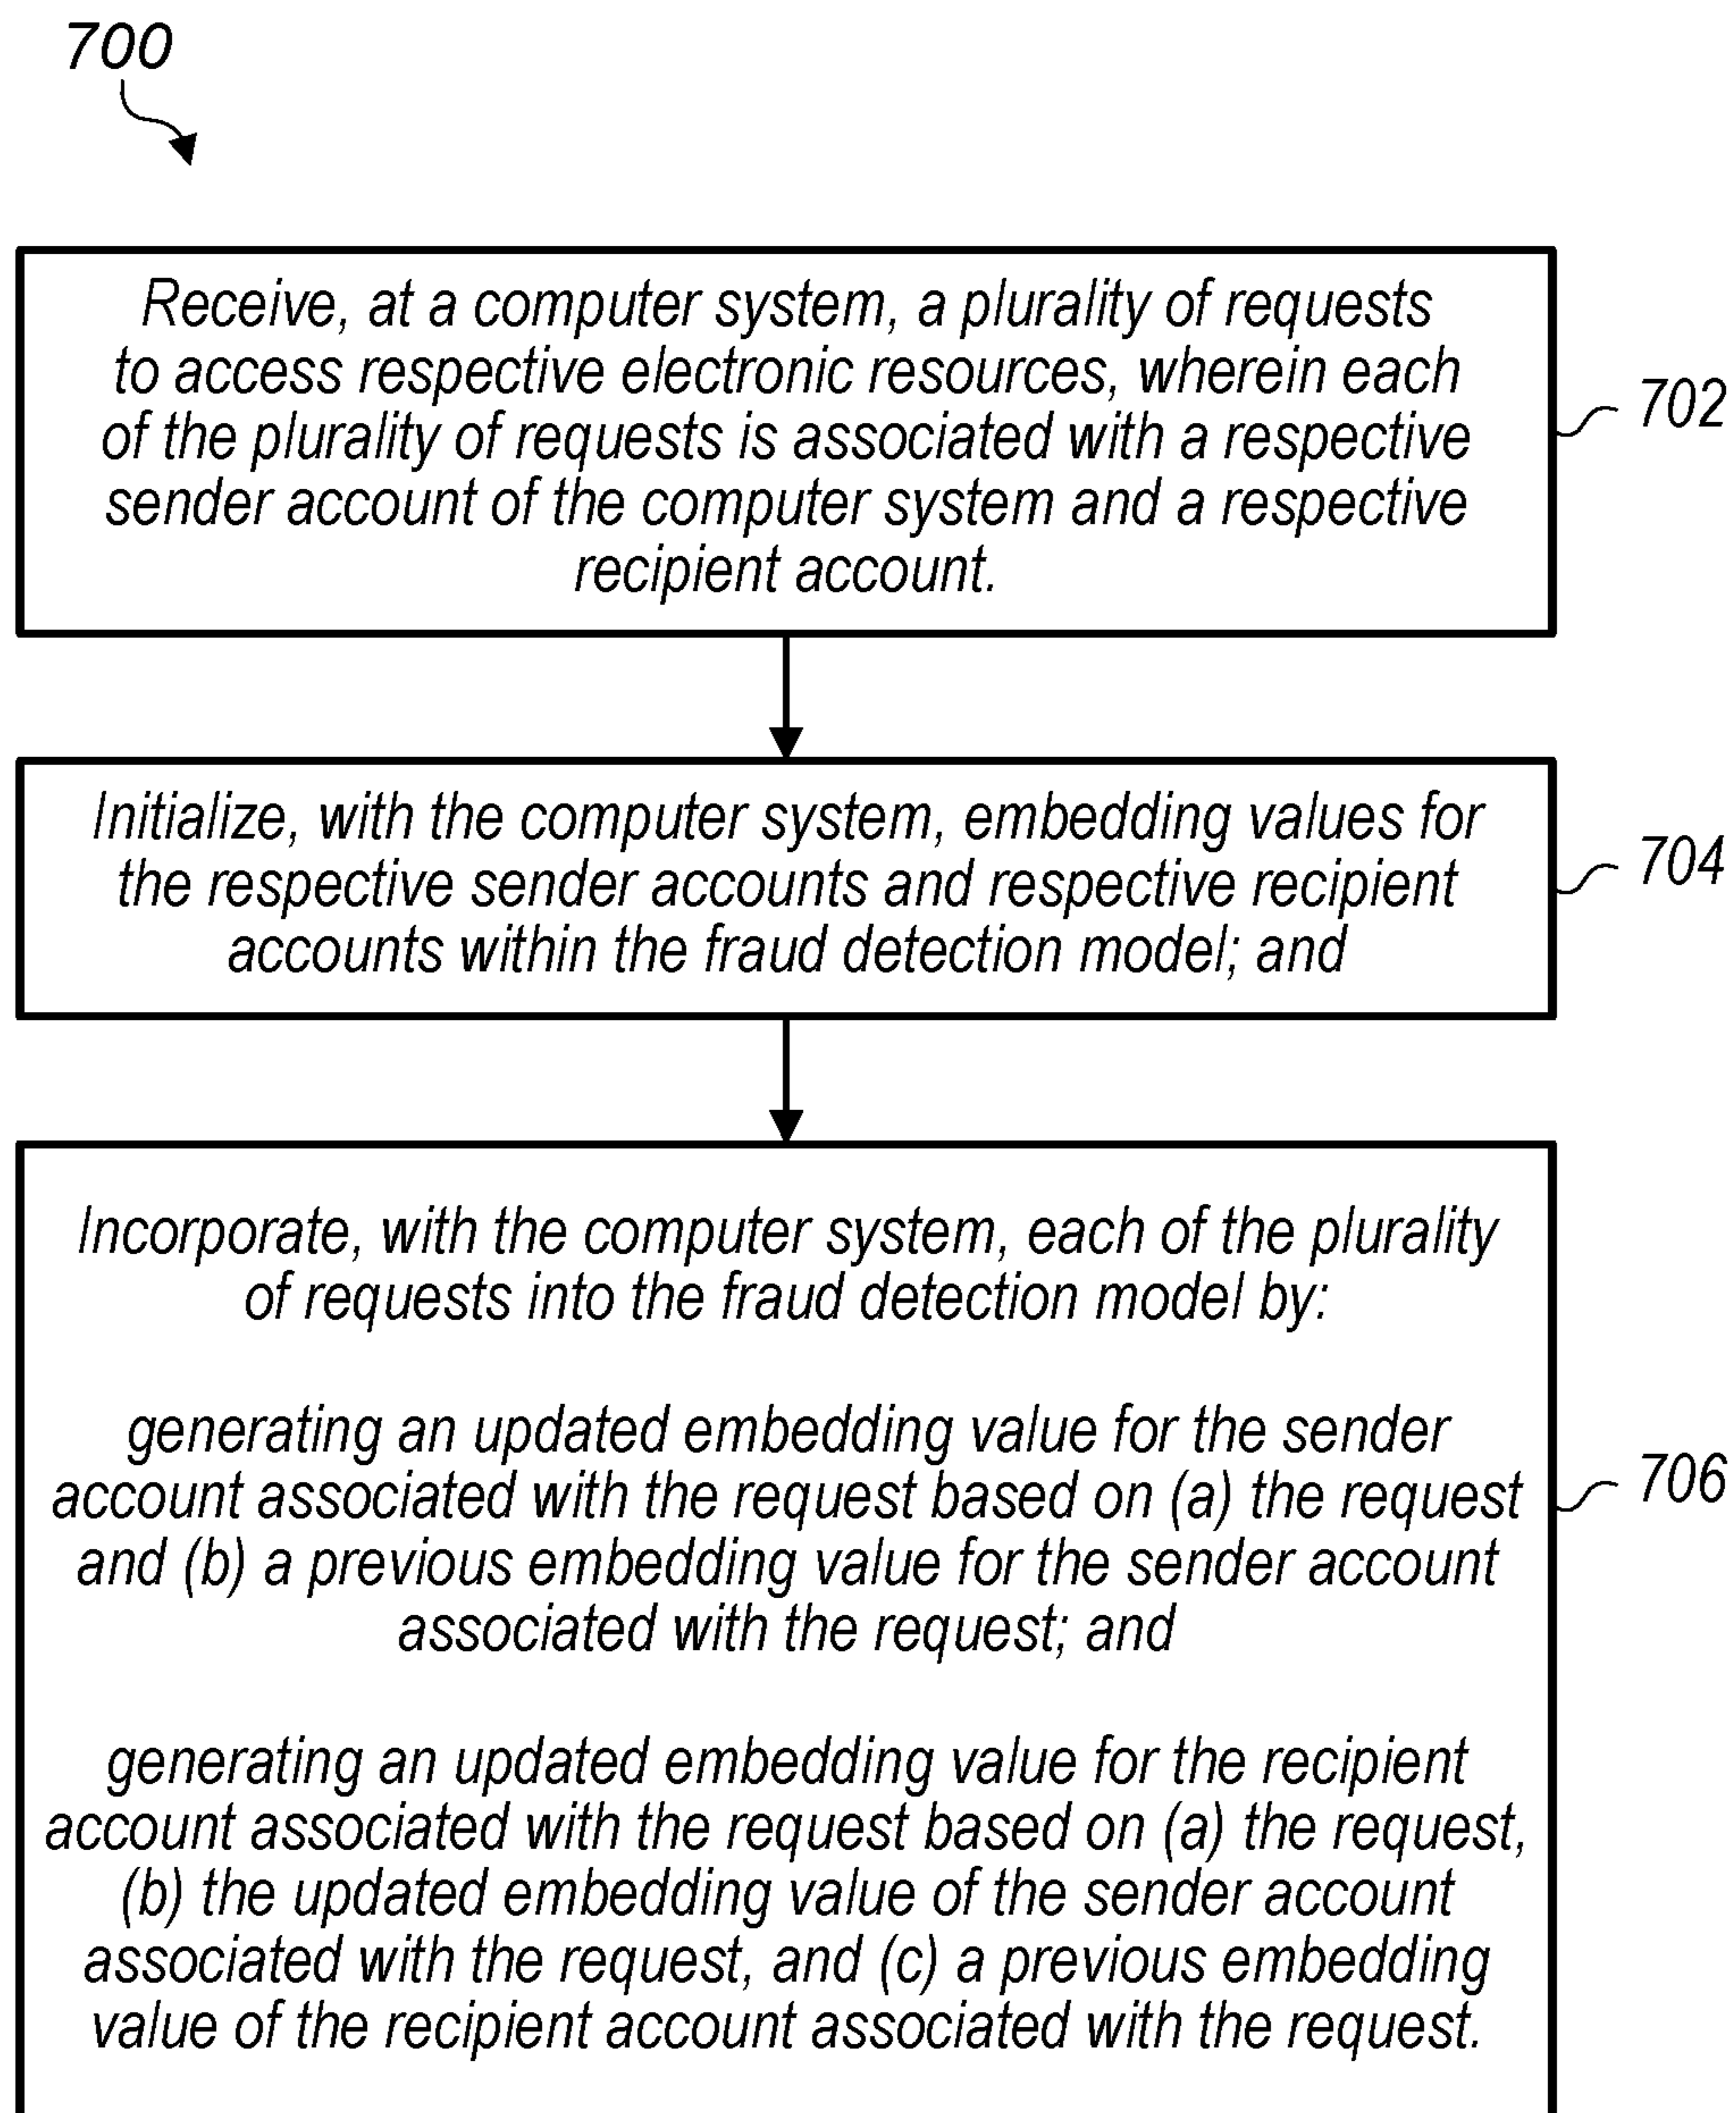 700
Receive, at a computer system, a plurality of requests
to access respective electronic resources, wherein each
of the plurality of requests is associated with a respective
sender account of the computer system and a respective
recipient account.
702
Initialize, with the computer system, embedding values for
the respective sender accounts and respective recipient
accounts within the fraud detection model; and
704
Incorporate, with the computer system, each of the plurality
of requests into the fraud detection model by:
generating an updated embedding value for the sender
account associated with the request based on (a) the request
and (b) a previous embedding value for the sender account
associated with the request; and
generating an updated embedding value for the recipient
account associated with the request based on (a) the request,
(b) the updated embedding value of the sender account
associated with the request, and (c) a previous embedding
value of the recipient account associated with the request.
706